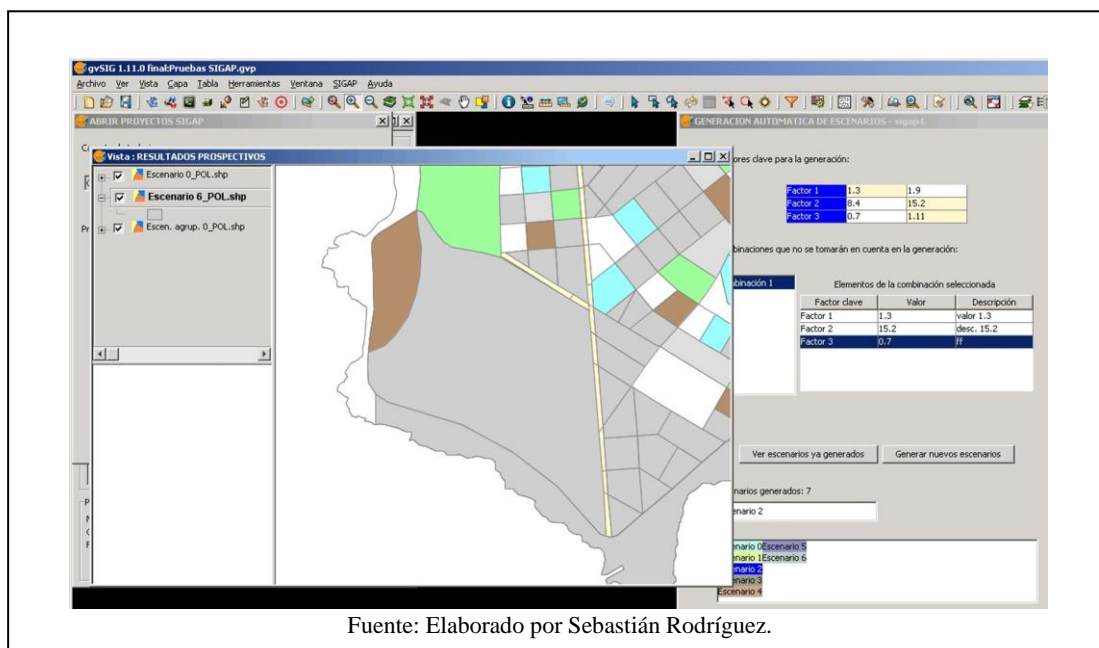 gvSIG 1.11.0 final:Pruebas SIGAP.gvp
Archivo Ver Vista Capa Tabla Herramientas Ventana SIGAP Ayuda
ABRIR PROYECTOS SIGAP
GENERACION AUTOMATICA DE ESCENARIOS - sigap4
Vista : RESULTADOS PROSPECTIVOS
Escenario 0_POL.shp
Escenario 6_POL.shp
Escen. agrup. 0_POL.shp
ores clave para la generación:
Factor 1 1.3 1.9
Factor 2 8.4 15.2
Factor 3 0.7 1.11
binaciones que no se tomarán en cuenta en la generación:
binación 1
Elementos de la combinación seleccionada
Factor clave Valor Descripción
Factor 1 1.3 valor 1.3
Factor 2 15.2 desc. 15.2
Factor 3 0.7 ff
Ver escenarios ya generados Generar nuevos escenarios
enarios generados: 7
enario 2
enario 0 Escenario 5
enario 1 Escenario 6
enario 2
enario 3
Escenario 4
Fuente: Elaborado por Sebastián Rodríguez.